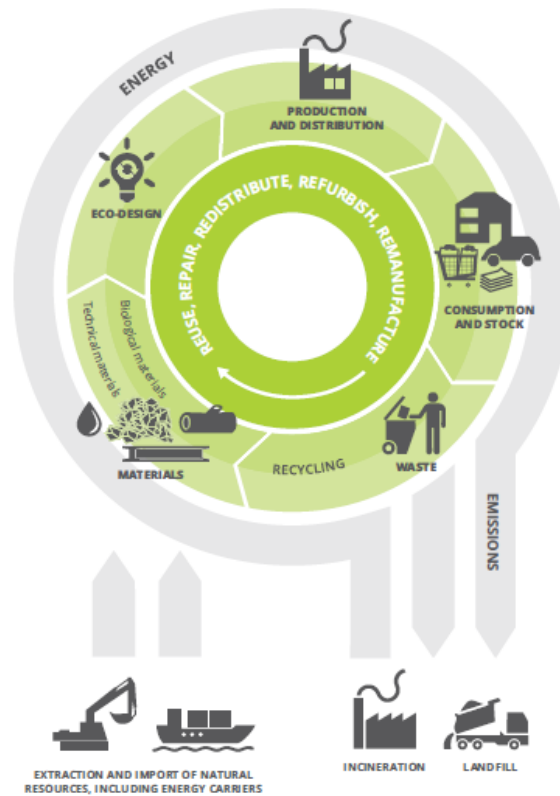 ENERGY
PRODUCTION
AND DISTRIBUTION
ECO-DESIGN
REUSE, REPAIR, REDISTRIBUTE, REFURBISH, REMANUFACTURE
CONSUMPTION
AND STOCK
Technical materials
Biological materials
MATERIALS
RECYCLING
WASTE
EMISSIONS
EXTRACTION AND IMPORT OF NATURAL
RESOURCES, INCLUDING ENERGY CARRIERS
INCINERATION
LANDFILL